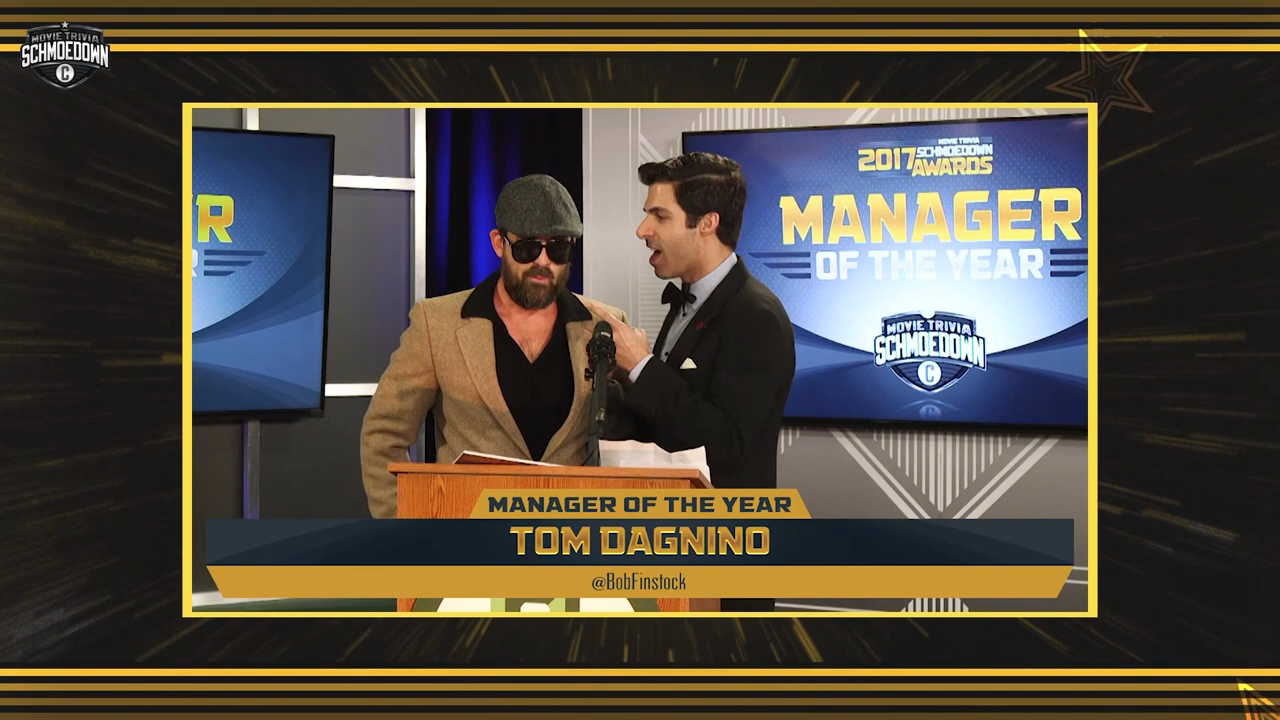 MOVIE TRIVIA
SCHMOEDOWN
C
R
R
MOVIE TRIVIA
2017 SCHMOEDOWN
AWARDS
MANAGER
OF THE YEAR
MOVIE TRIVIA
SCHMOEDOWN
C
MANAGER OF THE YEAR
TOM DAGNINO
@BobFinstock